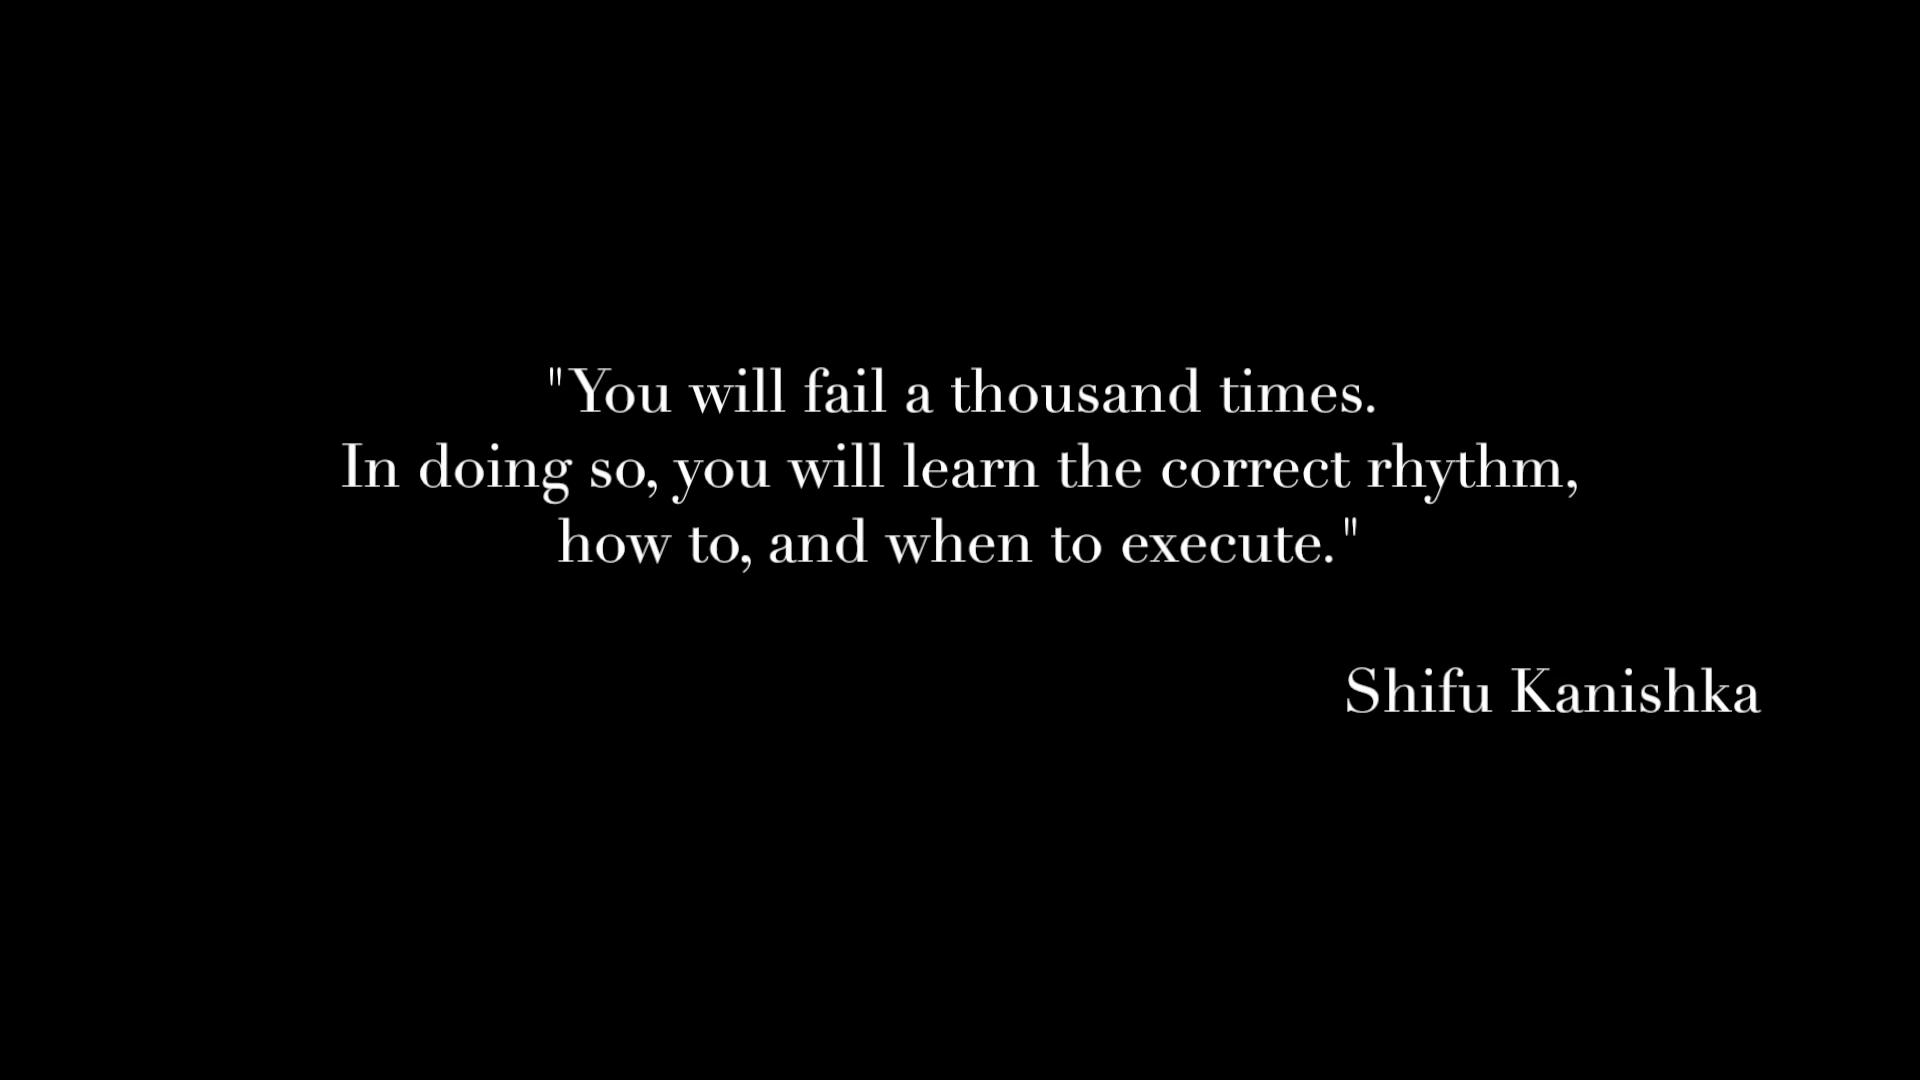 "You will fail a thousand times.
In doing so, you will learn the correct rhythm,
how to, and when to execute."
Shifu Kanishka